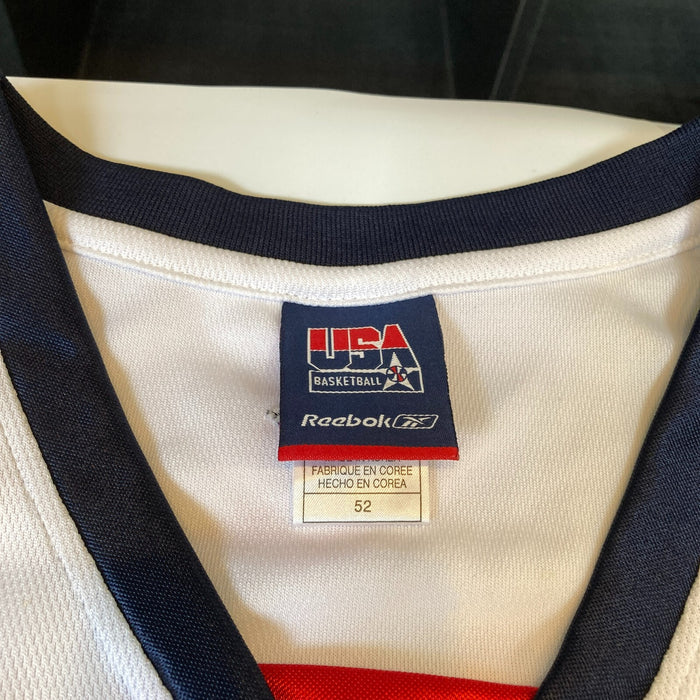 USA
BASKETBALL
Reebok
FABRIQUE EN COREE
HECHO EN COREA
52